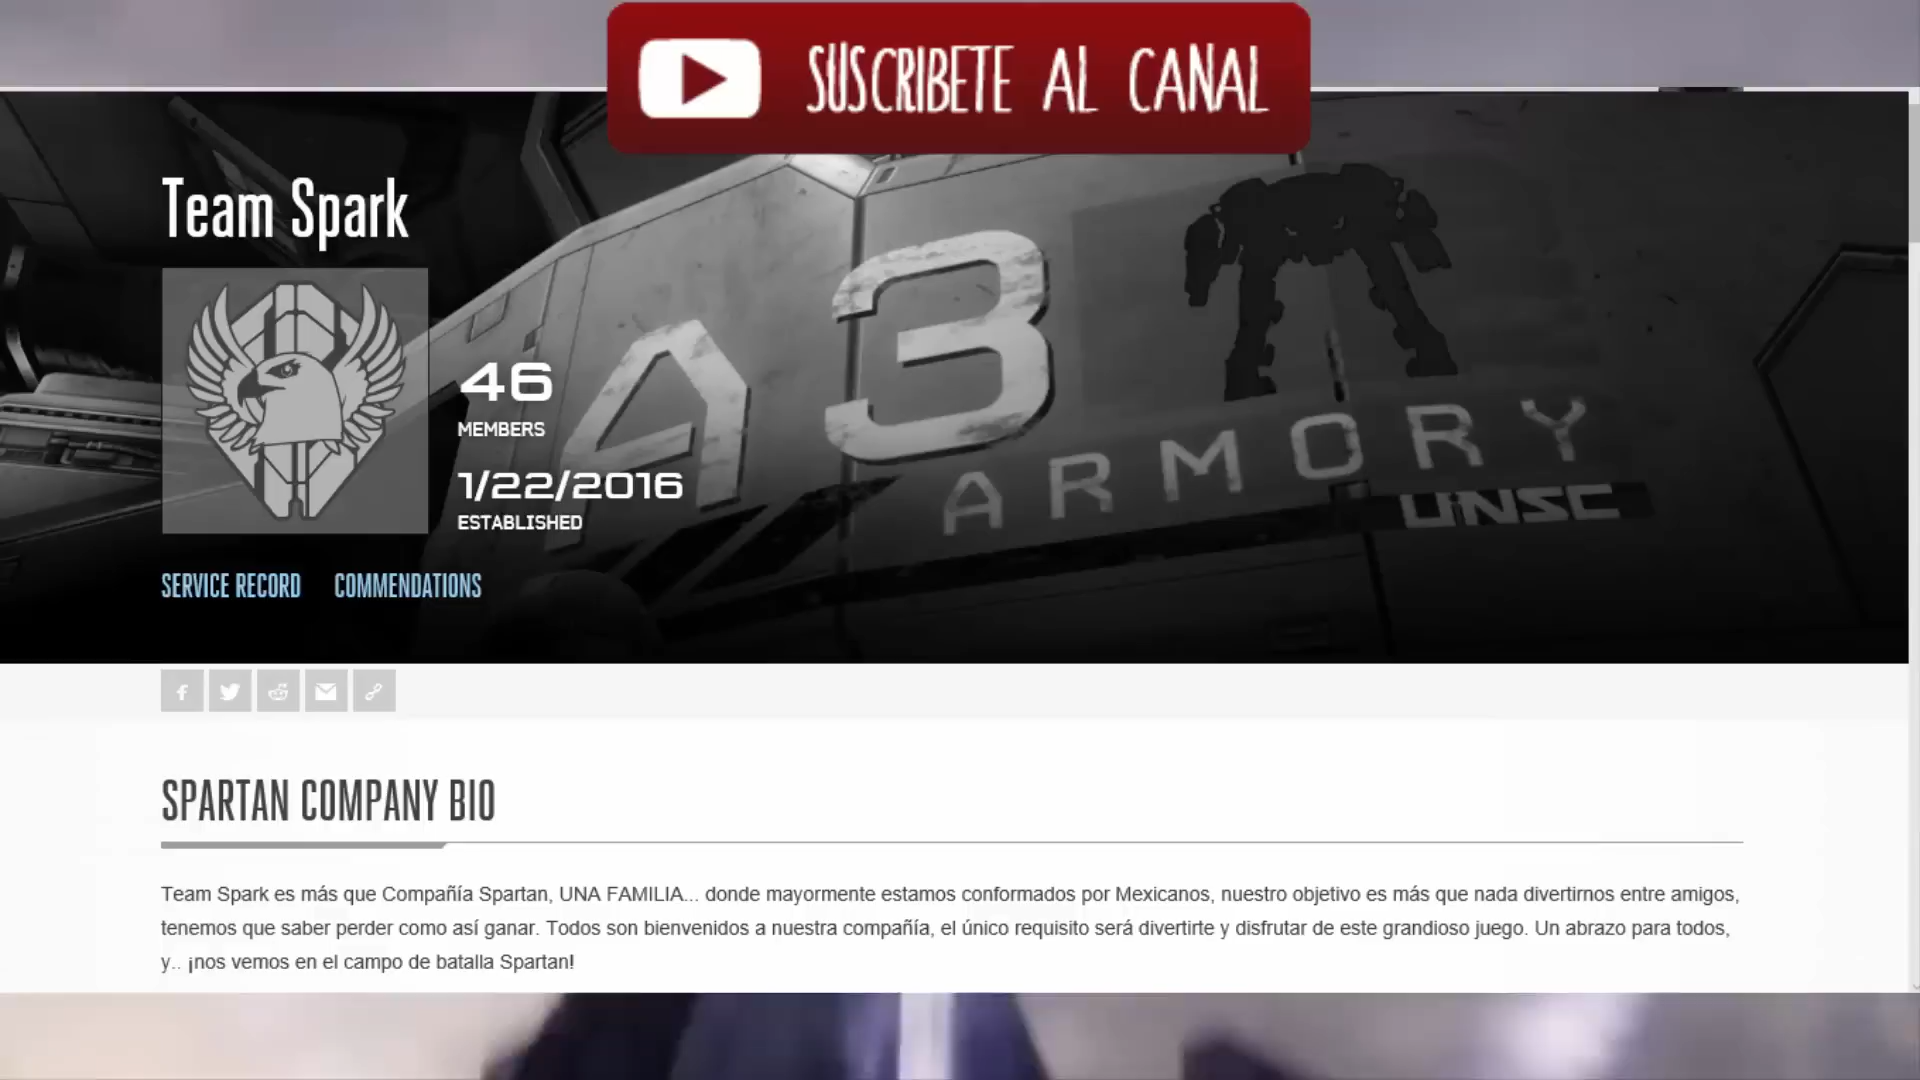 SUSCRIBETE AL CANAL
Team Spark
46
MEMBERS
1/22/2016
ESTABLISHED
A3
ARMORY
UNSC
SERVICE RECORD COMMENDATIONS
SPARTAN COMPANY BIO
Team Spark es más que Compañía Spartan, UNA FAMILIA... donde mayormente estamos conformados por Mexicanos, nuestro objetivo es más que nada divertirnos entre amigos,
tenemos que saber perder como así ganar. Todos son bienvenidos a nuestra compañía, el único requisito será divertirte y disfrutar de este grandioso juego. Un abrazo para todos,
y.. ¡nos vemos en el campo de batalla Spartan!